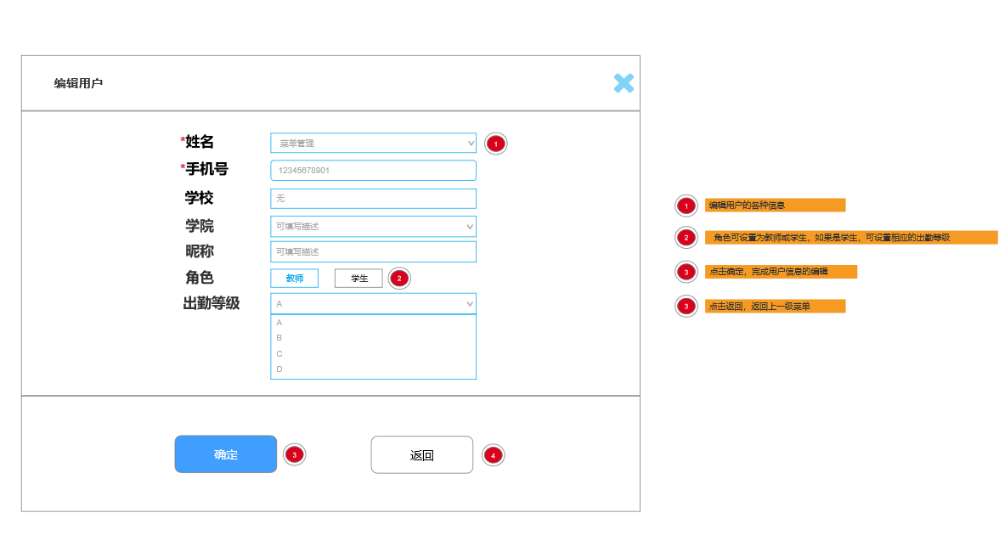 编辑用户
*姓名
菜单管理
1
*手机号
12345678901
学校
无
学院
可填写描述
昵称
可填写描述
角色
教师
学生
2
出勤等级
A
A
B
C
D
确定
3
返回
4
1
编辑用户的各种信息
2
角色可设置为教师或学生，如果是学生，可设置相应的出勤等级
3
点击确定，完成用户信息的编辑
3
点击返回，返回上一级菜单